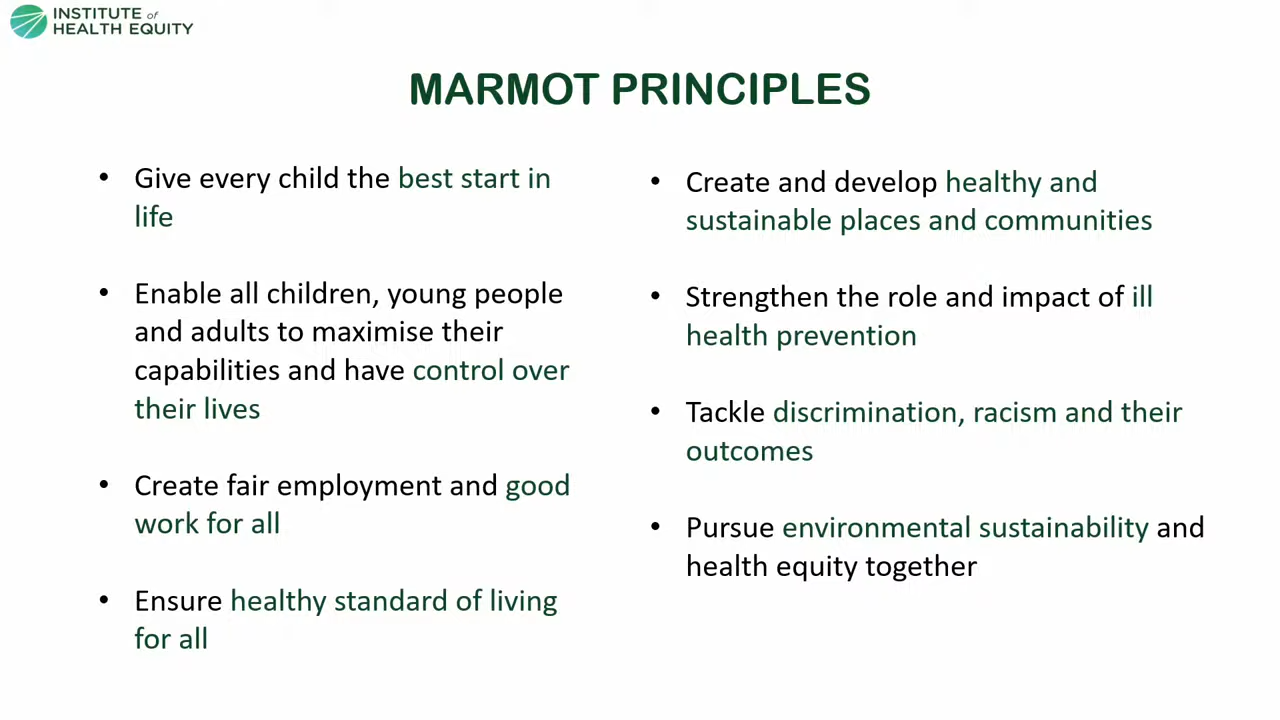 INSTITUTE of
HEALTH EQUITY
MARMOT PRINCIPLES
• Give every child the best start in
life
• Enable all children, young people
and adults to maximise their
capabilities and have control over
their lives
• Create fair employment and good
work for all
• Ensure healthy standard of living
for all
• Create and develop healthy and
sustainable places and communities
• Strengthen the role and impact of ill
health prevention
• Tackle discrimination, racism and their
outcomes
• Pursue environmental sustainability and
health equity together